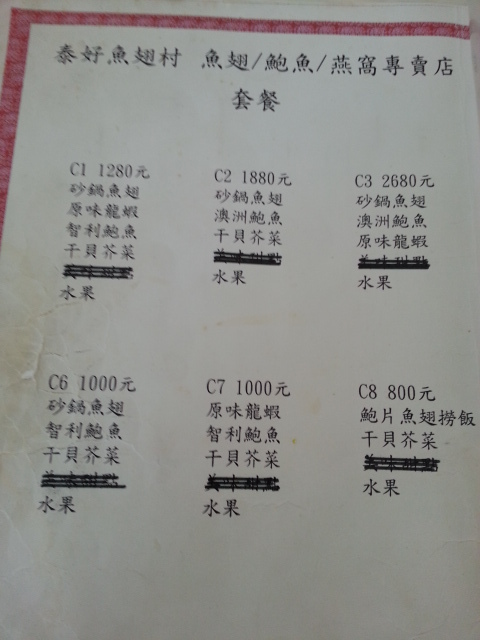 泰好魚翅村 魚翅/鮑魚/燕窩專賣店
套餐
C1 1280元
砂鍋魚翅
原味龍蝦
智利鮑魚
干貝芥菜
水果
C2 1880元
砂鍋魚翅
澳洲鮑魚
干貝芥菜
水果
C3 2680元
砂鍋魚翅
澳洲鮑魚
原味龍蝦
水果
C6 1000元
砂鍋魚翅
智利鮑魚
干貝芥菜
水果
C7 1000元
原味龍蝦
智利鮑魚
干貝芥菜
水果
C8 800元
鮑片魚翅撈飯
干貝芥菜
水果